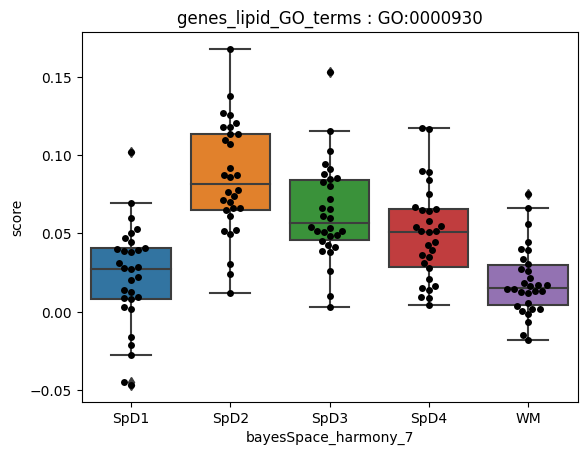 genes_lipid_GO_terms : GO:0000930
score
0.15
0.10
0.05
0.00
−0.05
SpD1 SpD2 SpD3 SpD4 WM
bayesSpace_harmony_7